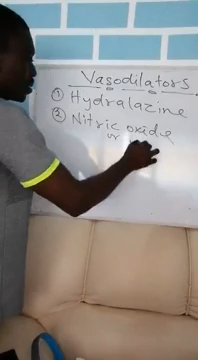 Vasodilators
① Hydralazine
② Nitric oxide
or